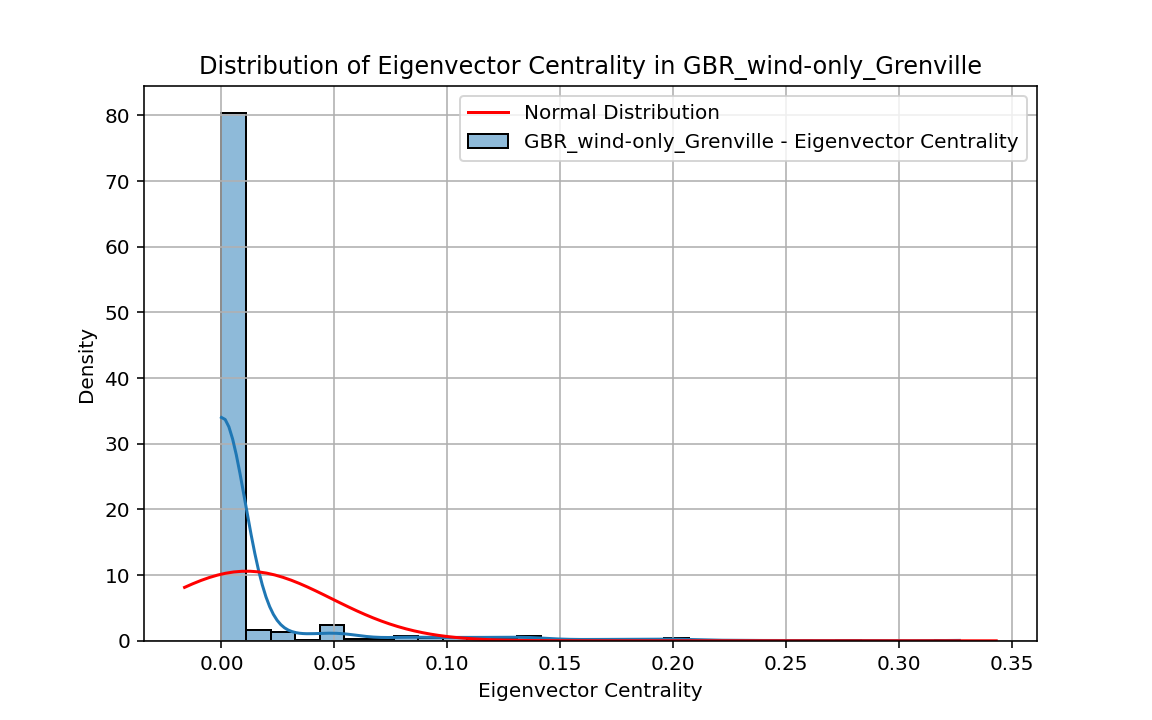 Distribution of Eigenvector Centrality in GBR_wind-only_Grenville
Normal Distribution
GBR_wind-only_Grenville - Eigenvector Centrality
80
70
60
50
40
30
20
10
0
Density
0.00 0.05 0.10 0.15 0.20 0.25 0.30 0.35
Eigenvector Centrality